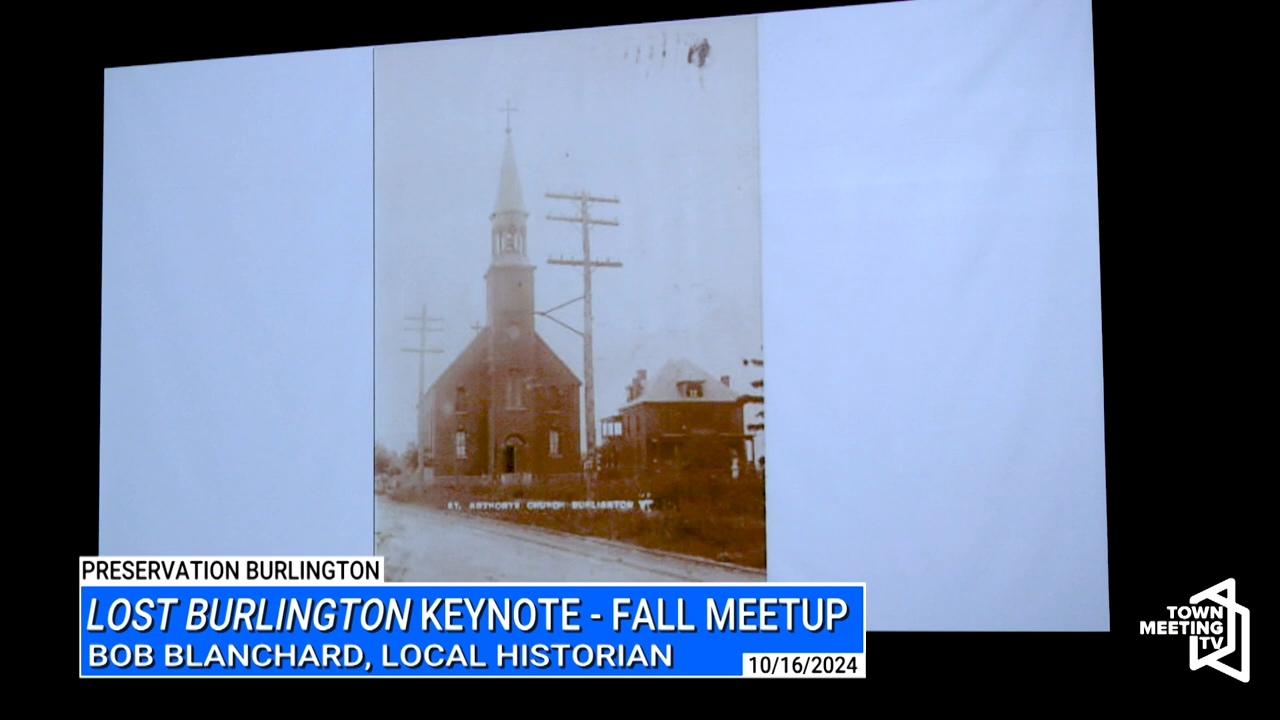 ST. ANTHONYS CHURCH BURLINGTON VT
PRESERVATION BURLINGTON
LOST BURLINGTON KEYNOTE - FALL MEETUP
BOB BLANCHARD, LOCAL HISTORIAN
10/16/2024
TOWN
MEETING
TV